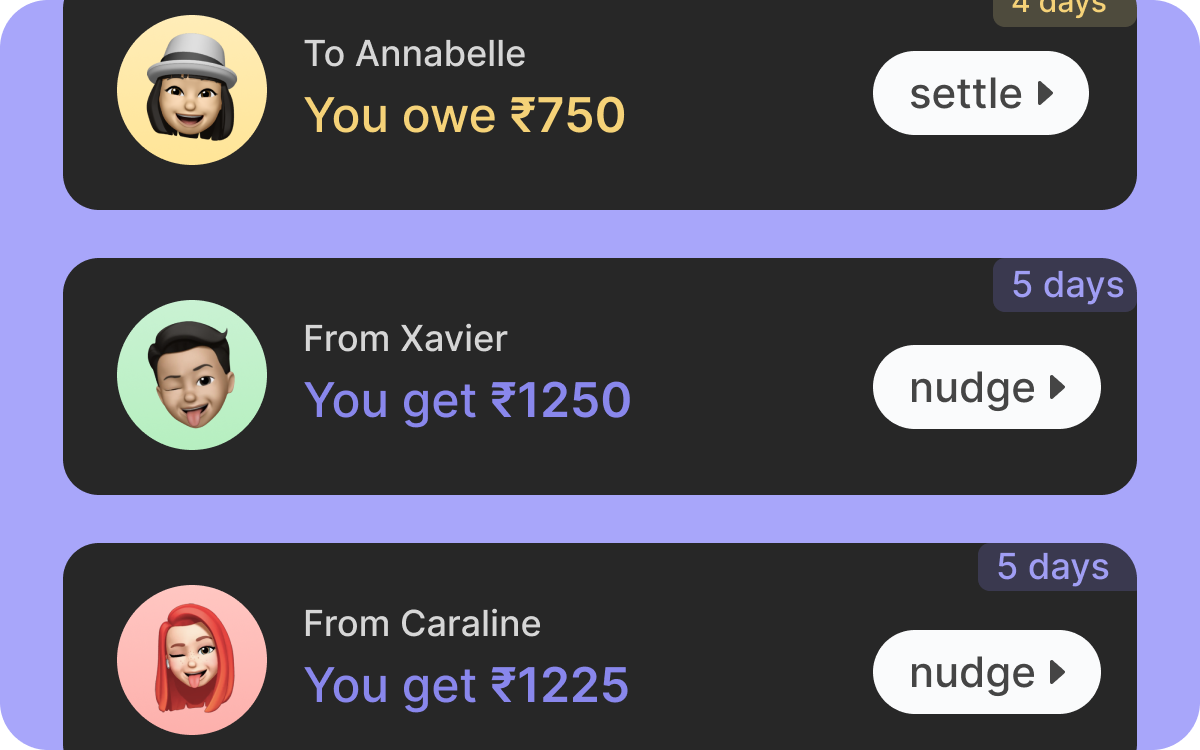 4 days
To Annabelle
You owe ₹750
settle
5 days
From Xavier
You get ₹1250
nudge
5 days
From Caraline
You get ₹1225
nudge